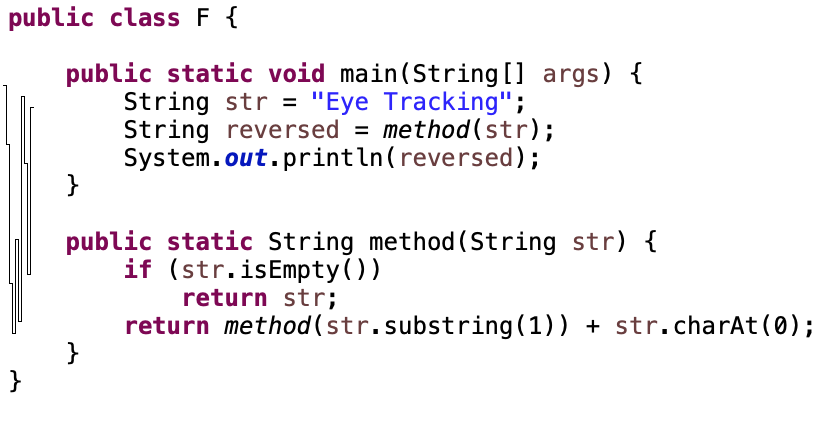 public class F {
    public static void main(String[] args) {
        String str = "Eye Tracking";
        String reversed = method(str);
        System.out.println(reversed);
    }
    public static String method(String str) {
        if (str.isEmpty())
            return str;
        return method(str.substring(1)) + str.charAt(0);
    }
}